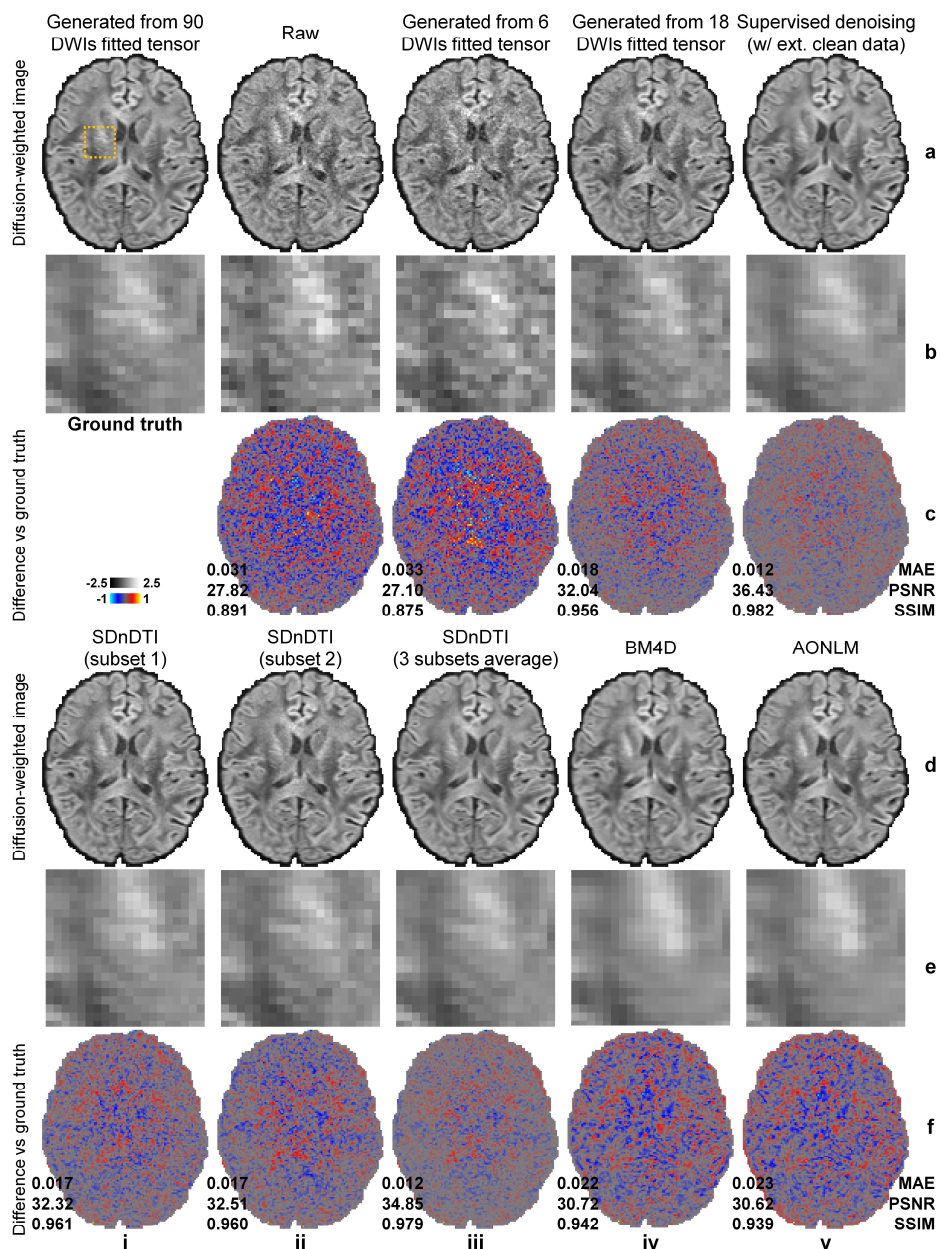 Generated from 90
DWIs fitted tensor
Raw
Generated from 6
DWIs fitted tensor
Generated from 18
DWIs fitted tensor
Supervised denoising
(w/ ext. clean data)
Diffusion-weighted image
a
b
Ground truth
Difference vs ground truth
c
-2.5 2.5
-1 1
0.031
27.82
0.891
0.033
27.10
0.875
0.018
32.04
0.956
0.012
36.43
0.982
MAE
PSNR
SSIM
SDnDTI
(subset 1)
SDnDTI
(subset 2)
SDnDTI
(3 subsets average)
BM4D
AONLM
Diffusion-weighted image
d
e
Difference vs ground truth
f
0.017
32.32
0.961
0.017
32.51
0.960
0.012
34.85
0.979
0.022
30.72
0.942
0.023
30.62
0.939
MAE
PSNR
SSIM
i
ii
iii
iv
v